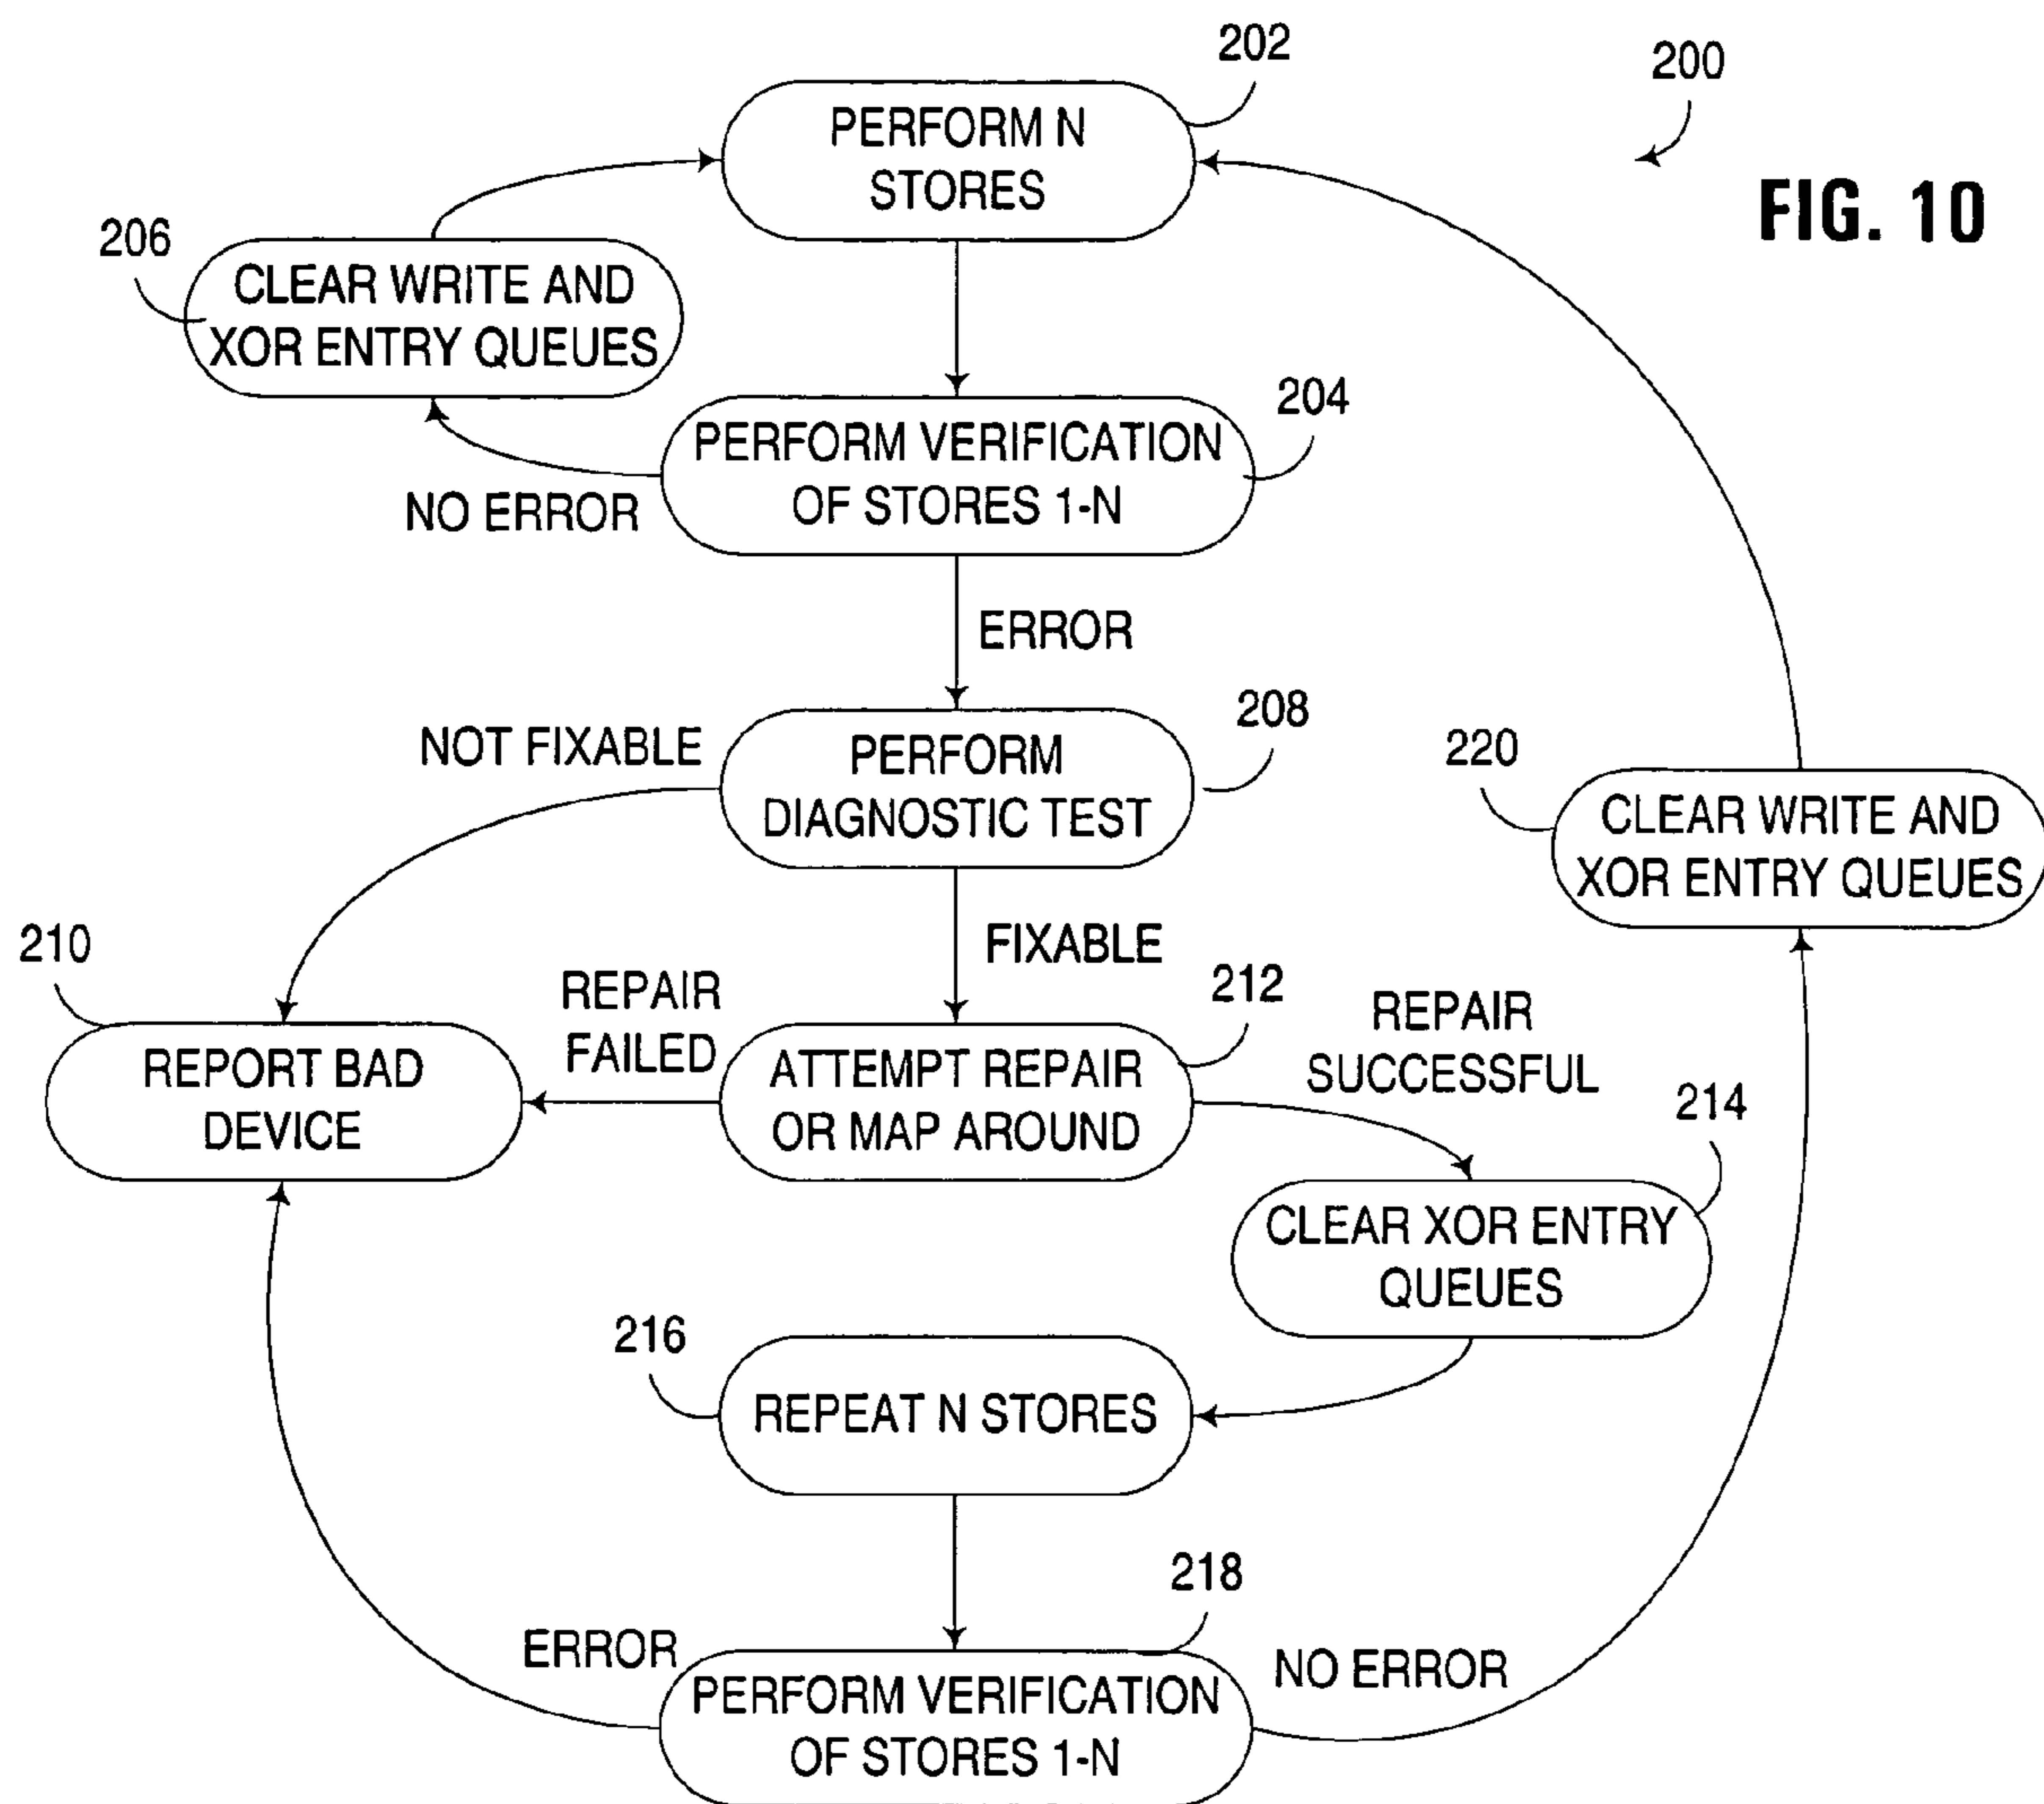 202
200
PERFORM N
STORES
FIG. 10
206
CLEAR WRITE AND
XOR ENTRY QUEUES
204
PERFORM VERIFICATION
OF STORES 1-N
NO ERROR
ERROR
208
NOT FIXABLE
PERFORM
DIAGNOSTIC TEST
220
CLEAR WRITE AND
XOR ENTRY QUEUES
FIXABLE
210
REPAIR
FAILED
212
REPAIR
SUCCESSFUL
REPORT BAD
DEVICE
ATTEMPT REPAIR
OR MAP AROUND
214
CLEAR XOR ENTRY
QUEUES
216
REPEAT N STORES
218
ERROR
NO ERROR
PERFORM VERIFICATION
OF STORES 1-N